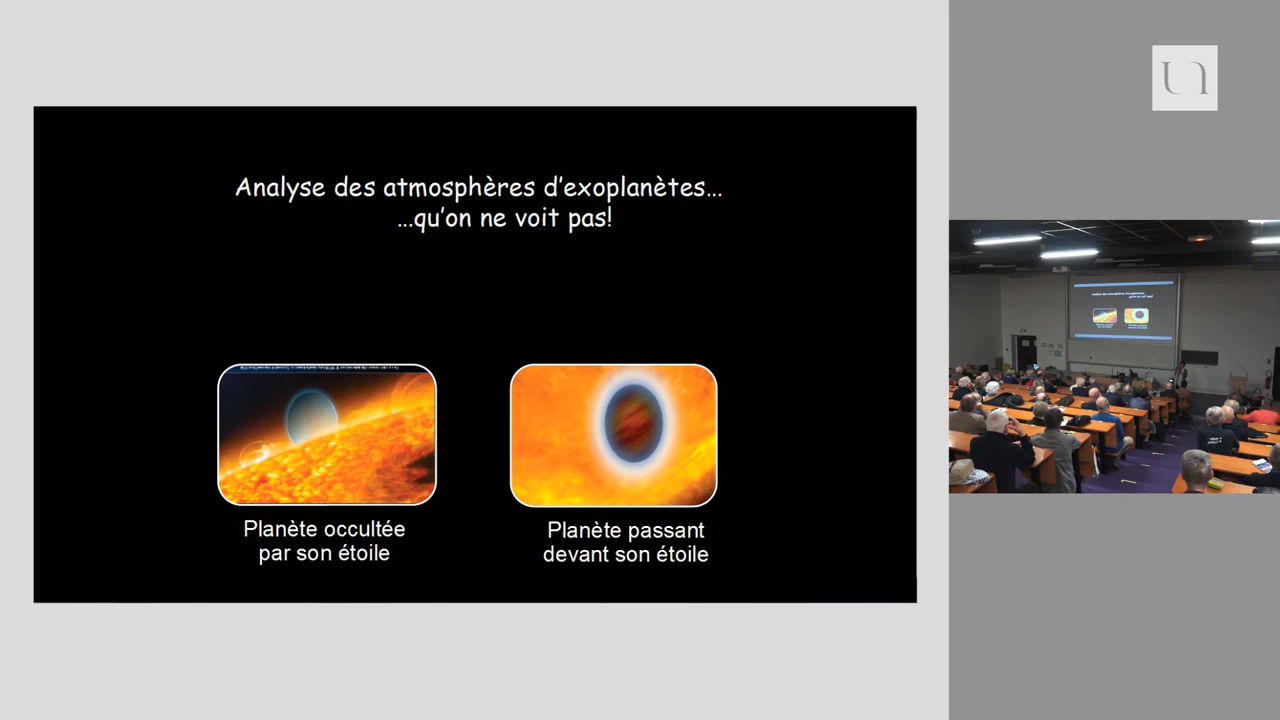 Analyse des atmosphères d'exoplanètes...
...qu'on ne voit pas!
Planète occultée
par son étoile
Planète passant
devant son étoile